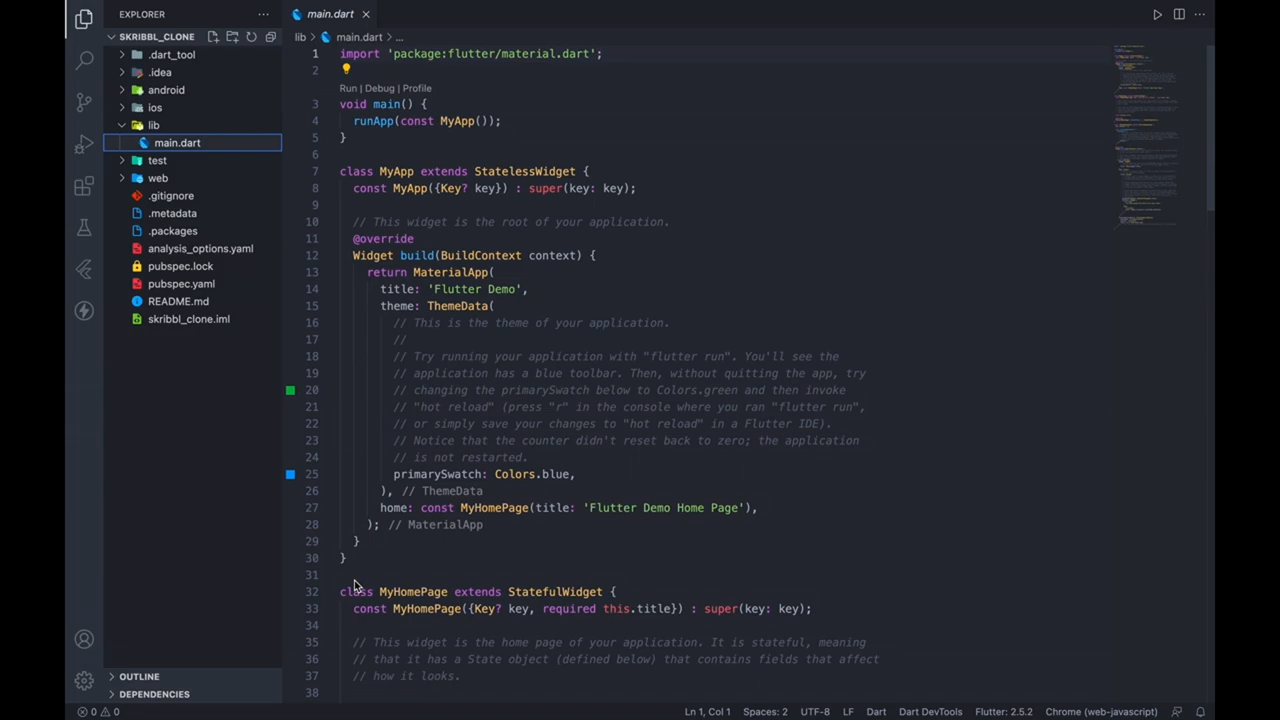 EXPLORER
SKRIBBL_CLONE
.dart_tool
.idea
android
ios
lib
main.dart
test
web
.gitignore
.metadata
.packages
analysis_options.yaml
pubspec.lock
pubspec.yaml
README.md
skribbl_clone.iml
OUTLINE
DEPENDENCIES
main.dart
lib > main.dart > ...
1 import 'package:flutter/material.dart';
2
Run | Debug | Profile
3 void main() {
4 runApp(const MyApp());
5 }
6
7 class MyApp extends StatelessWidget {
8 const MyApp({Key? key}) : super(key: key);
9
10 // This widget is the root of your application.
11 @override
12 Widget build(BuildContext context) {
13 return MaterialApp(
14 title: 'Flutter Demo',
15 theme: ThemeData(
16 // This is the theme of your application.
17 //
18 // Try running your application with "flutter run". You'll see the
19 // application has a blue toolbar. Then, without quitting the app, try
20 // changing the primarySwatch below to Colors.green and then invoke
21 // "hot reload" (press "r" in the console where you ran "flutter run",
22 // or simply save your changes to "hot reload" in a Flutter IDE).
23 // Notice that the counter didn't reset back to zero; the application
24 // is not restarted.
25 primarySwatch: Colors.blue,
26 ), // ThemeData
27 home: const MyHomePage(title: 'Flutter Demo Home Page'),
28 ); // MaterialApp
29 }
30 }
31
32 class MyHomePage extends StatefulWidget {
33 const MyHomePage({Key? key, required this.title}) : super(key: key);
34
35 // This widget is the home page of your application. It is stateful, meaning
36 // that it has a State object (defined below) that contains fields that affect
37 // how it looks.
38
0 0 Ln 1, Col 1 Spaces: 2 UTF-8 LF Dart Dart DevTools Flutter: 2.5.2 Chrome (web-javascript)